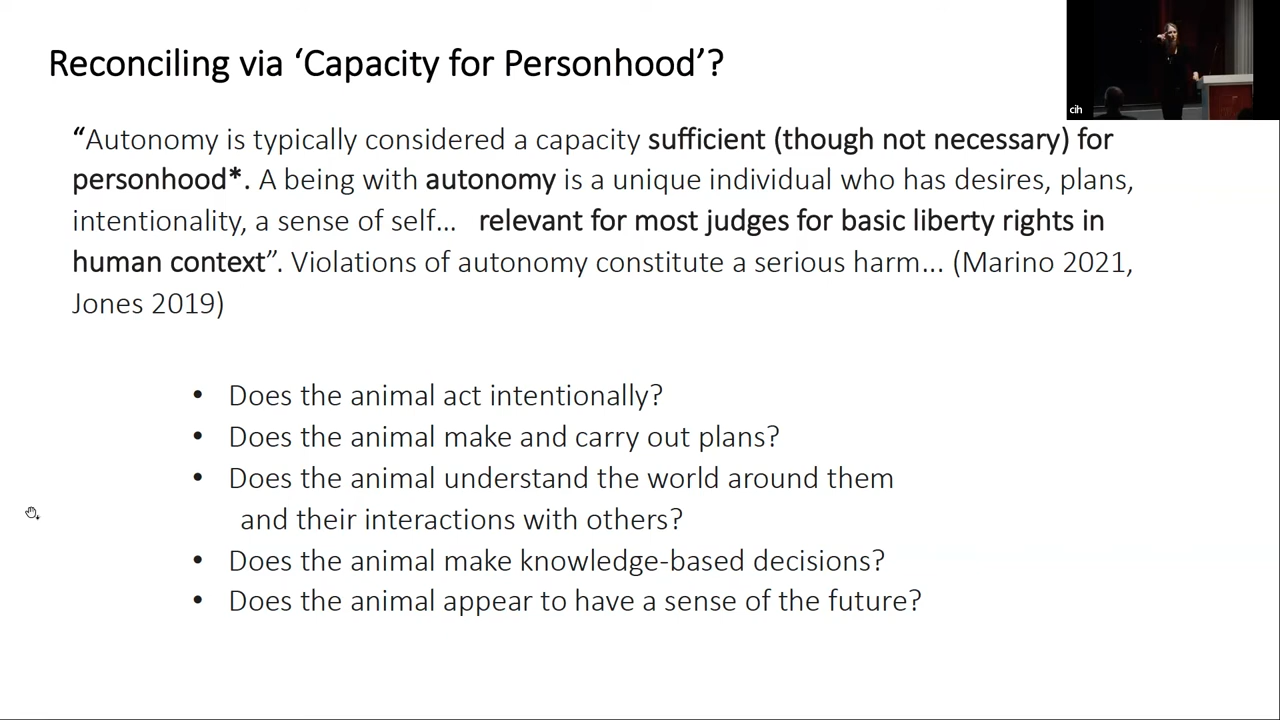 Reconciling via ‘Capacity for Personhood’?
cih
“Autonomy is typically considered a capacity sufficient (though not necessary) for
personhood*. A being with autonomy is a unique individual who has desires, plans,
intentionality, a sense of self… relevant for most judges for basic liberty rights in
human context”. Violations of autonomy constitute a serious harm... (Marino 2021,
Jones 2019)
• Does the animal act intentionally?
• Does the animal make and carry out plans?
• Does the animal understand the world around them
and their interactions with others?
• Does the animal make knowledge-based decisions?
• Does the animal appear to have a sense of the future?